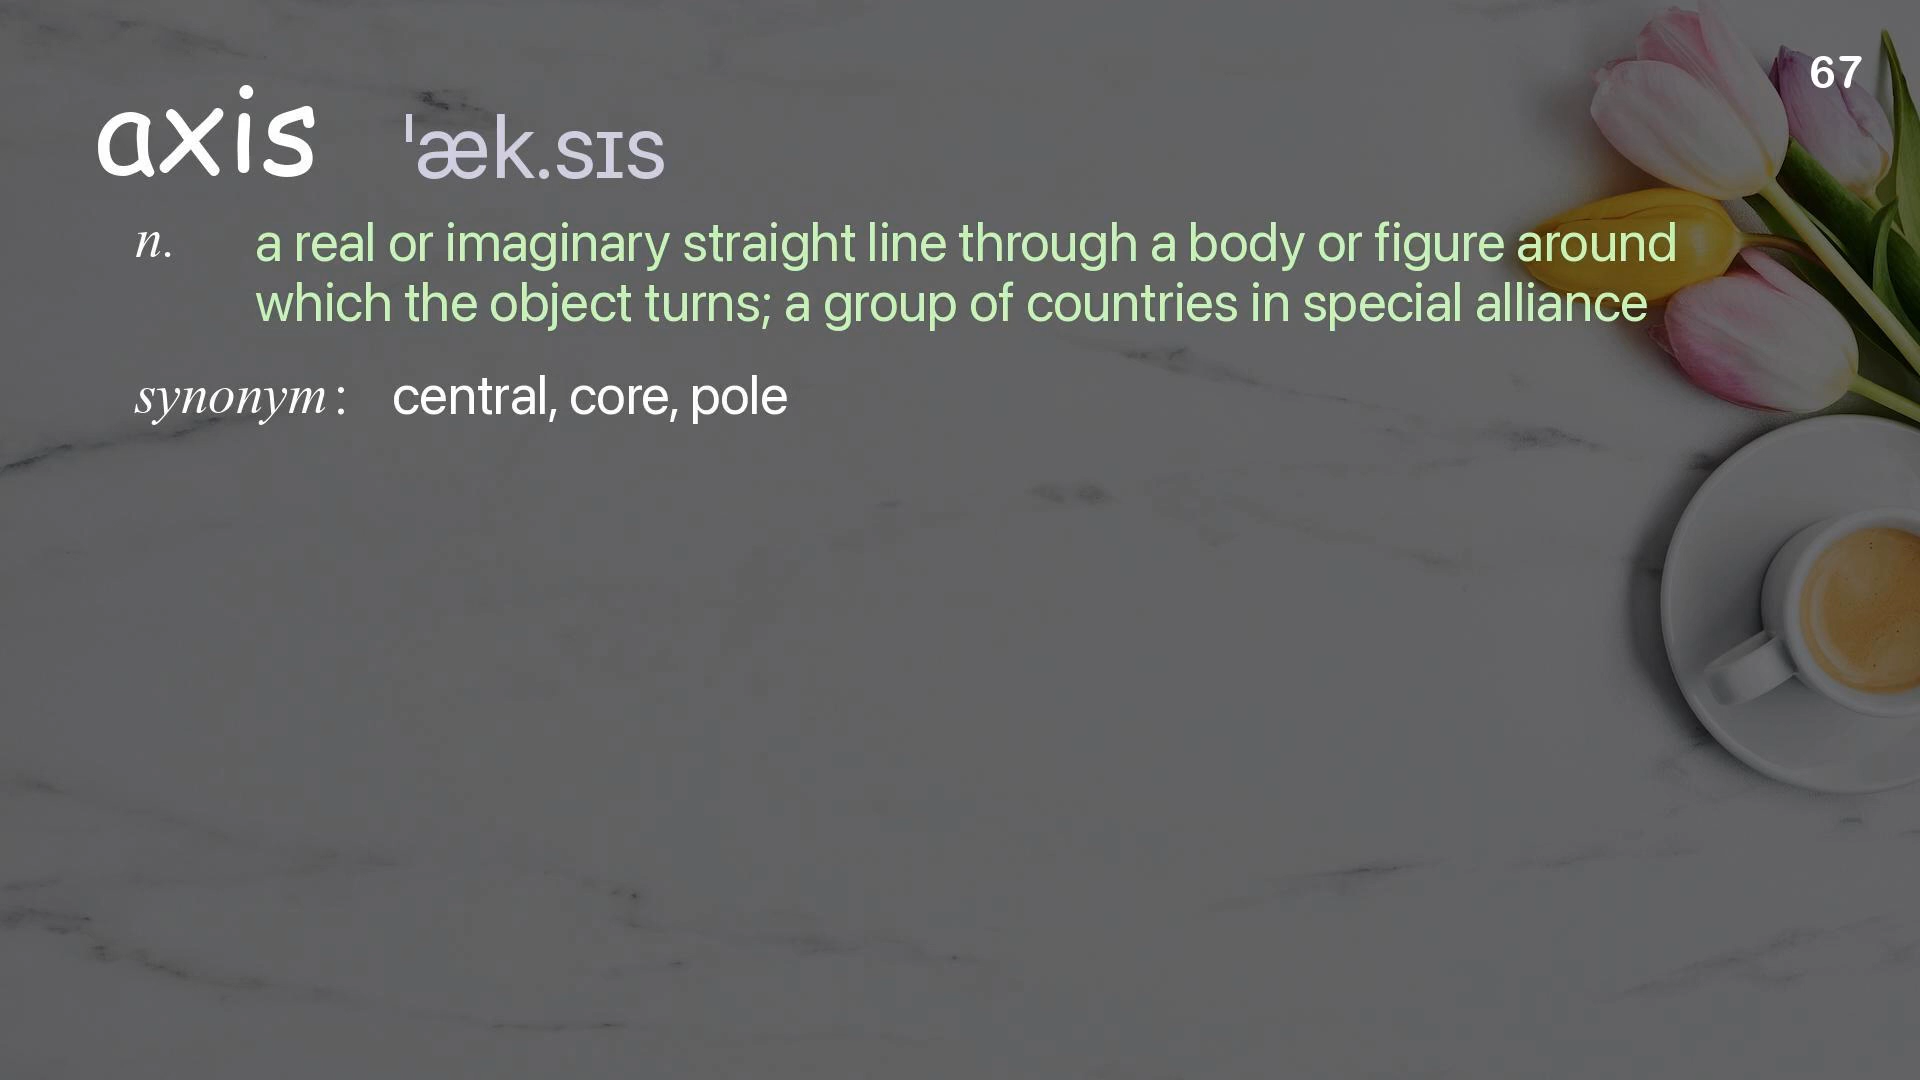 67
axis ˈæk.sɪs
n. a real or imaginary straight line through a body or figure around
which the object turns; a group of countries in special alliance
synonym: central, core, pole